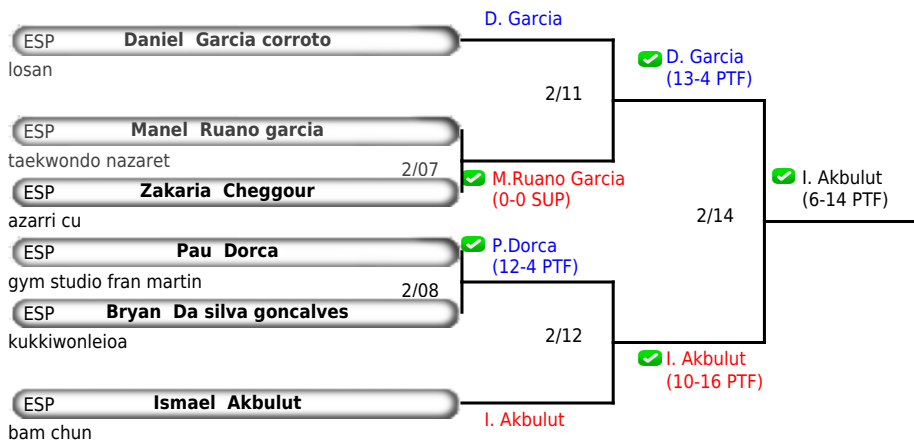 D. Garcia
ESP Daniel Garcia corroto
losan
D. Garcia
(13-4 PTF)
2/11
ESP Manel Ruano garcia
taekwondo nazaret
2/07
M.Ruano Garcia
(0-0 SUP)
ESP Zakaria Cheggour
azarri cu
I. Akbulut
(6-14 PTF)
2/14
ESP Pau Dorca
gym studio fran martin
P.Dorca
(12-4 PTF)
2/08
ESP Bryan Da silva goncalves
kukkiwonleioa
2/12
I. Akbulut
(10-16 PTF)
ESP Ismael Akbulut
bam chun
I. Akbulut